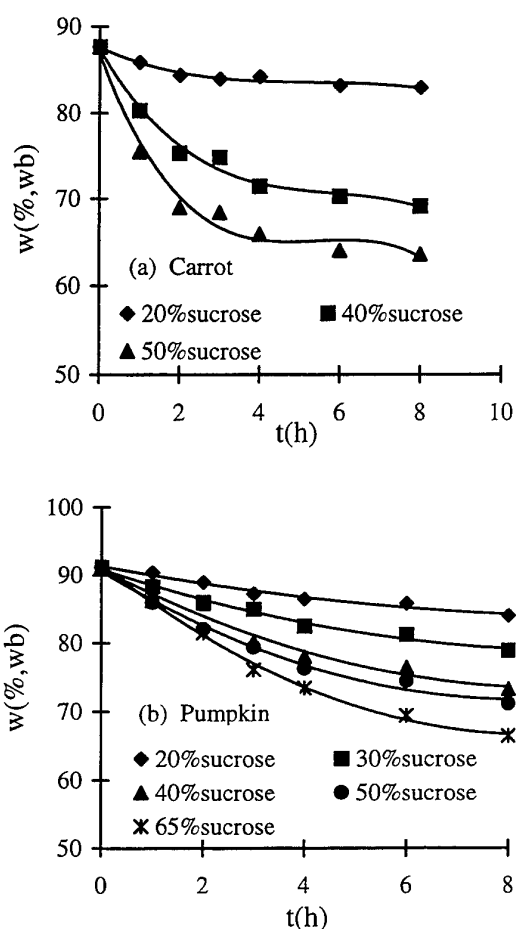 90
80
70
60
50
w(%,wb)
(a) Carrot
20%sucrose 40%sucrose
50%sucrose
0 2 4 6 8 10
t(h)
100
90
80
70
60
50
w(%,wb)
(b) Pumpkin
20%sucrose 30%sucrose
40%sucrose 50%sucrose
65%sucrose
0 2 4 6 8
t(h)